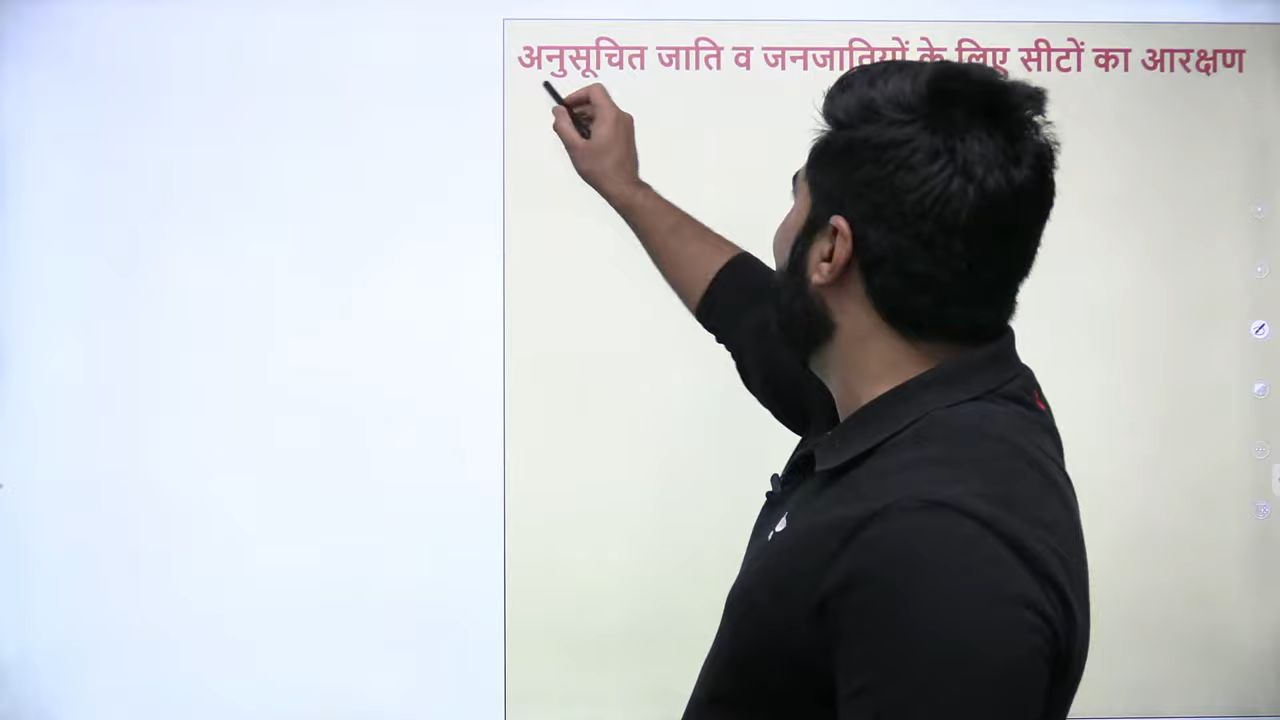 अनुसूचित जाति व जनजातियों के लिए सीटों का आरक्षण